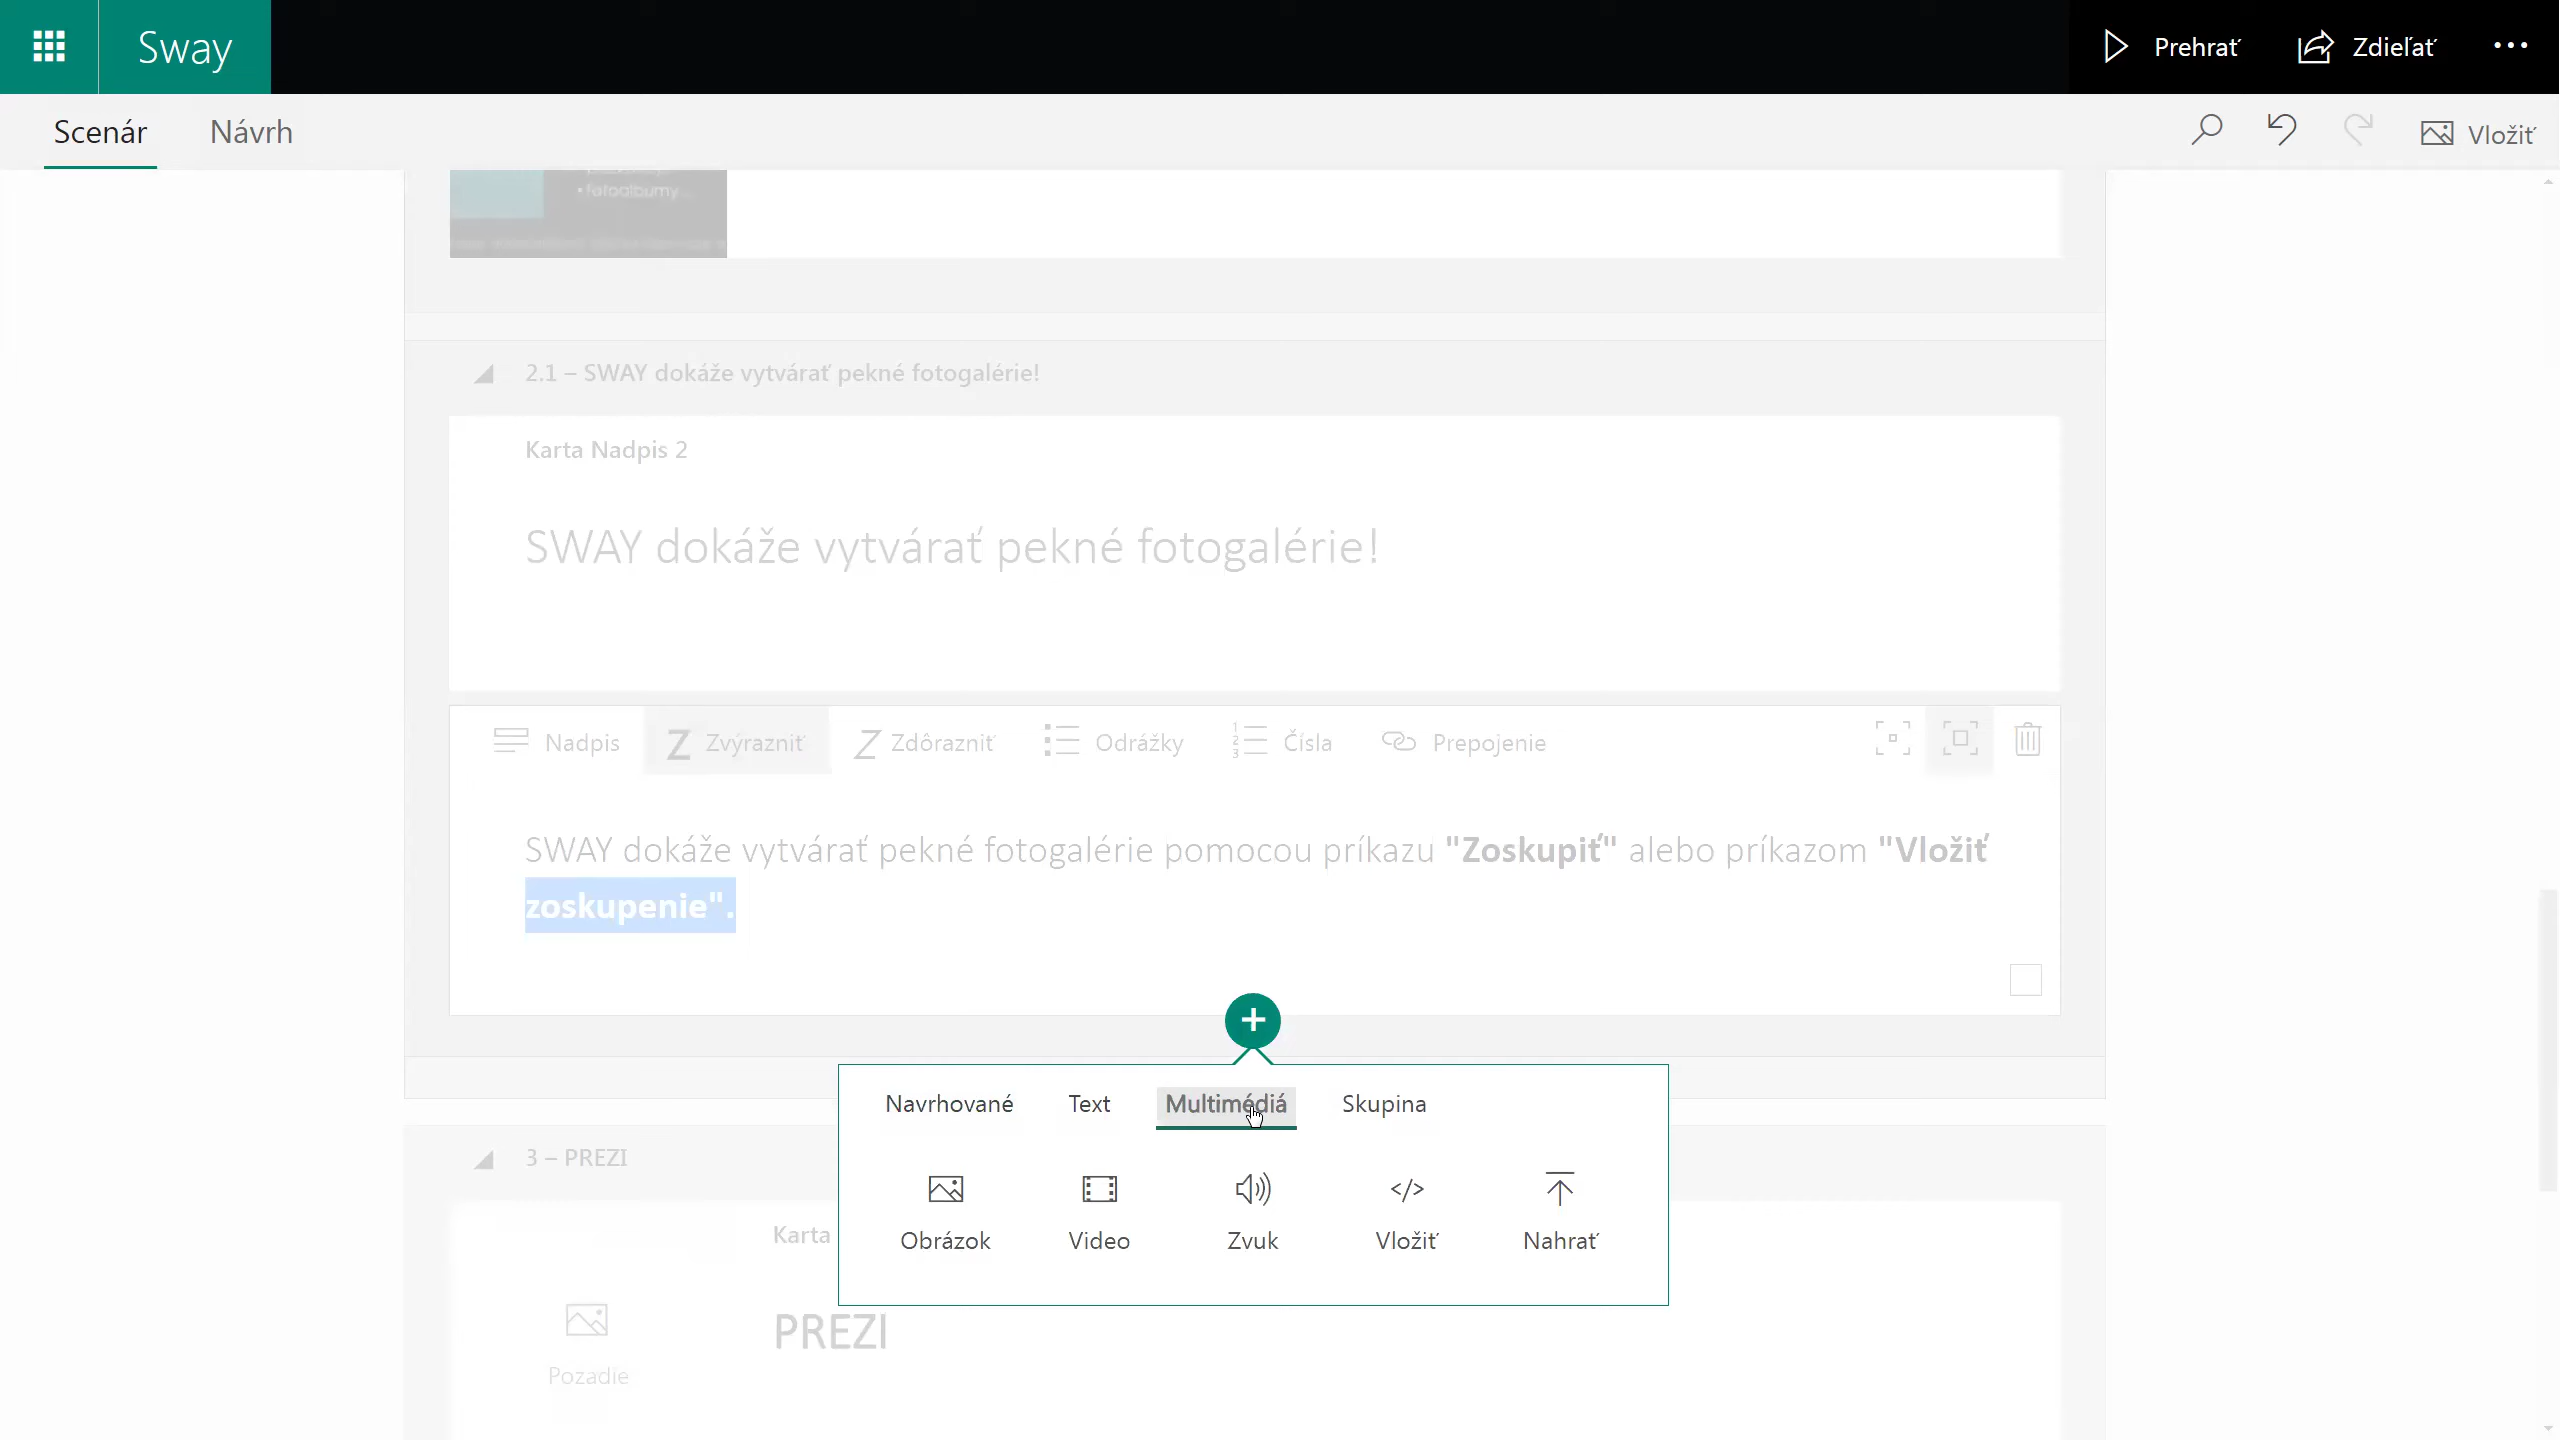 Sway
Prehrať
Zdieľať
Scenár
Návrh
Vložiť
• fotoalbumy...
2.1 – SWAY dokáže vytvárať pekné fotogalérie!
Karta Nadpis 2
SWAY dokáže vytvárať pekné fotogalérie!
Nadpis
Z Zvýrazniť
Z Zdôrazniť
Odrážky
Čísla
Prepojenie
SWAY dokáže vytvárať pekné fotogalérie pomocou príkazu "Zoskupiť" alebo príkazom "Vložiť
zoskupenie".
Navrhované
Text
Multimédiá
Skupina
Obrázok
Video
Zvuk
Vložiť
Nahrať
3 – PREZI
Karta
PREZI
Pozadie